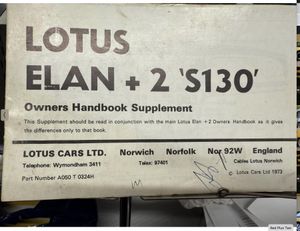 LOTUS
ELAN + 2 'S130'
Owners Handbook Supplement
This Supplement should be read in conjunction with the main Lotus Elan +2 Owners Handbook as it gives
the differences only to that book.
LOTUS CARS LTD. Norwich Norfolk Nor 92W England
Telephone: Wymondham 3411 Telex: 97401 Cables Lotus Norwich
Part Number A050 T 0324H © Lotus Cars Ltd 1973